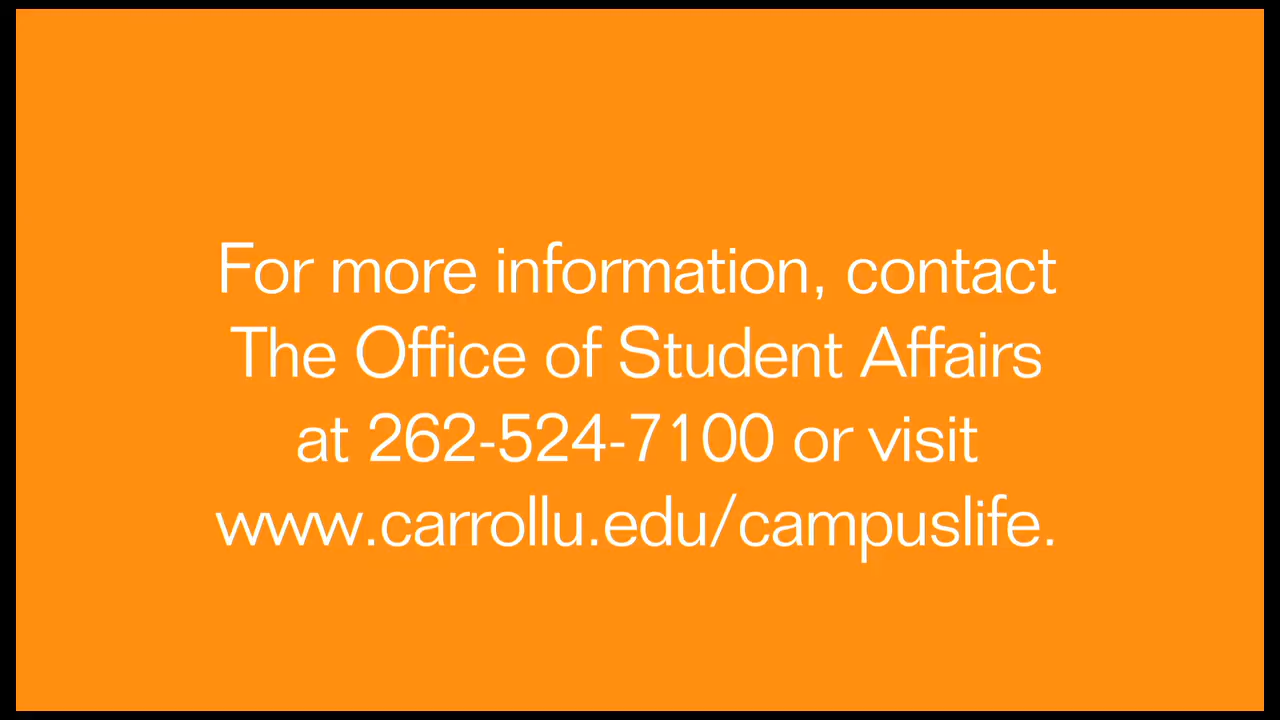 For more information, contact
The Office of Student Affairs
at 262-524-7100 or visit
www.carrollu.edu/campuslife.